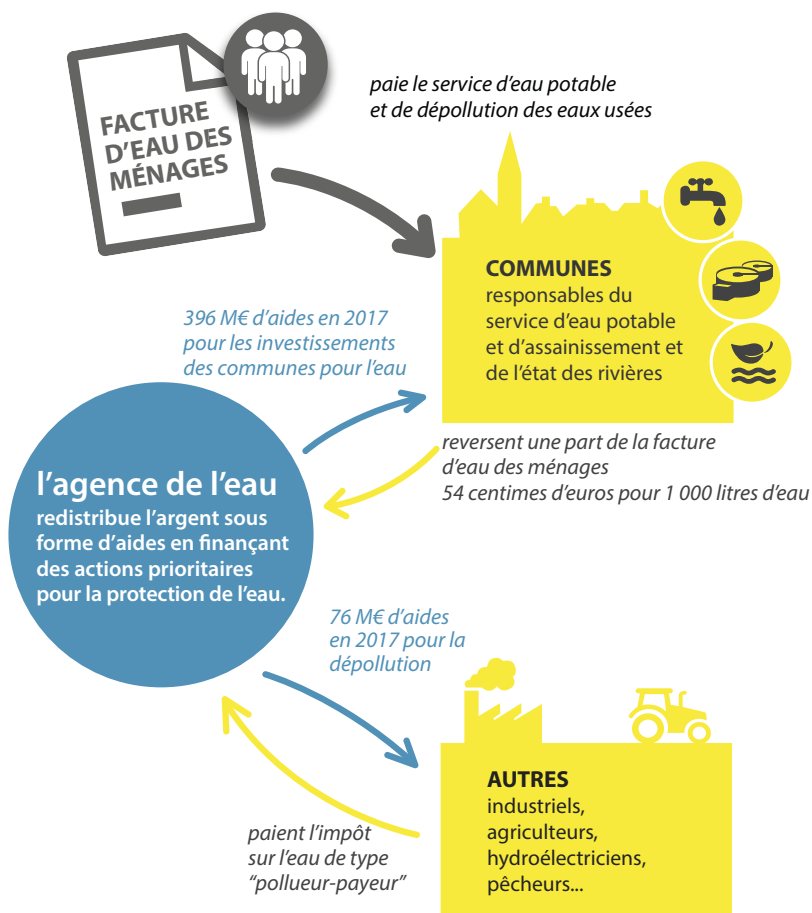 FACTURE
D'EAU DES
MÉNAGES
paie le service d'eau potable
et de dépollution des eaux usées
COMMUNES
responsables du
service d'eau potable
et d'assainissement et
de l'état des rivières
396 M€ d'aides en 2017
pour les investissements
des communes pour l'eau
reversent une part de la facture
d'eau des ménages
54 centimes d'euros pour 1 000 litres d'eau
l'agence de l'eau
redistribue l'argent sous
forme d'aides en finançant
des actions prioritaires
pour la protection de l'eau.
76 M€ d'aides
en 2017 pour la
dépollution
AUTRES
industriels,
agriculteurs,
hydroélectriciens,
pêcheurs...
paient l'impôt
sur l'eau de type
“pollueur-payeur”